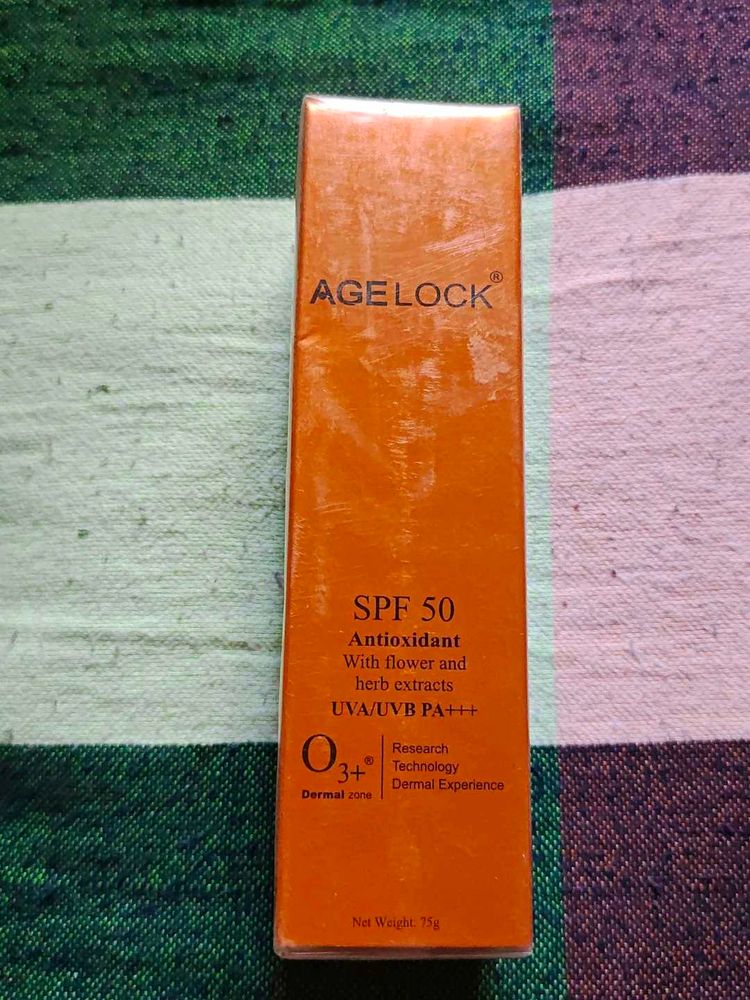 AGELOCK®
SPF 50
Antioxidant
With flower and
herb extracts
UVA/UVB PA+++
O3+®
Dermal zone
Research
Technology
Dermal Experience
Net Weight: 75g